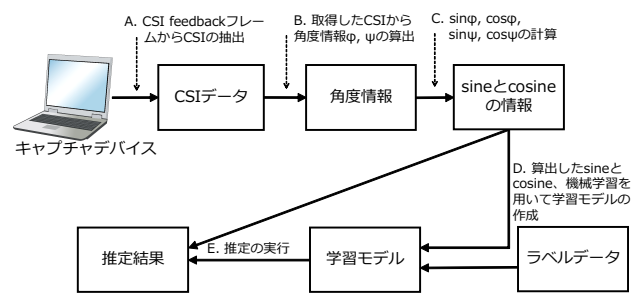 A. CSI feedbackフレー
ムからCSIの抽出
B. 取得したCSIから
角度情報φ, ψの算出
C. sinφ, cosφ,
sinψ, cosψの計算
キャプチャデバイス
CSIデータ
角度情報
sineとcosine
の情報
D. 算出したsineと
cosine、機械学習を
用いて学習モデルの
作成
推定結果
E. 推定の実行
学習モデル
ラベルデータ